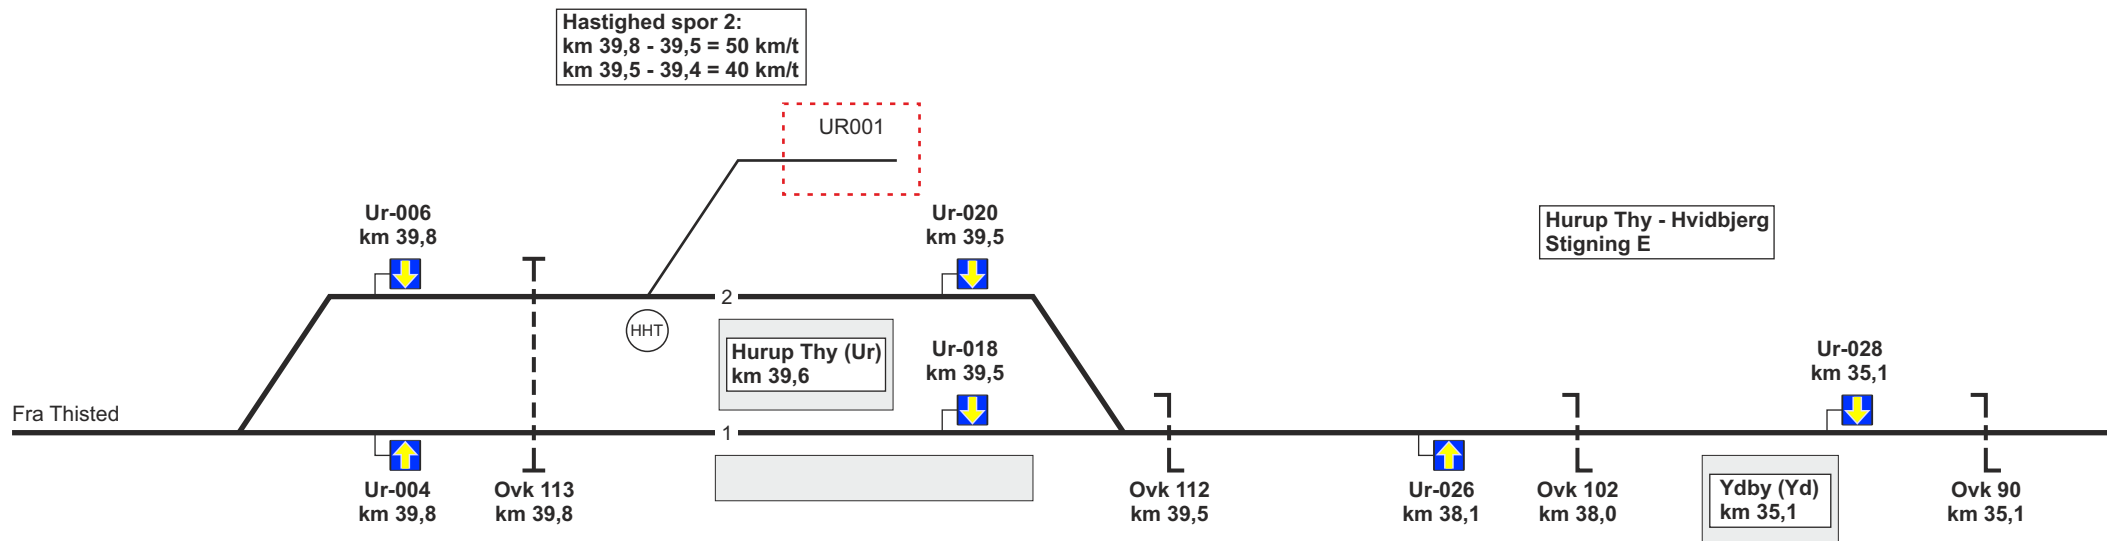 Hastighed spor 2:
km 39,8 - 39,5 = 50 km/t
km 39,5 - 39,4 = 40 km/t
UR001
Ur-006
km 39,8
Ur-020
km 39,5
Hurup Thy - Hvidbjerg
Stigning E
2
HHT
Hurup Thy (Ur)
km 39,6
Ur-018
km 39,5
Ur-028
km 35,1
Fra Thisted
1
Ur-004
km 39,8
Ovk 113
km 39,8
Ovk 112
km 39,5
Ur-026
km 38,1
Ovk 102
km 38,0
Ydby (Yd)
km 35,1
Ovk 90
km 35,1